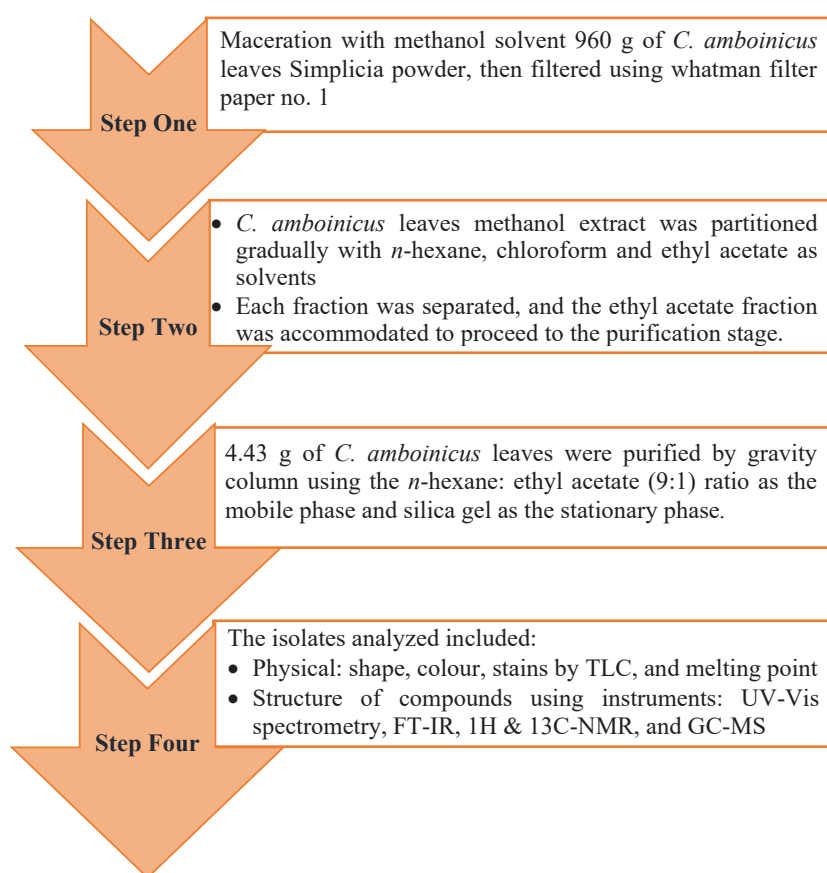 Maceration with methanol solvent 960 g of C. amboinicus
leaves Simplicia powder, then filtered using whatman filter
paper no. 1
Step One
• C. amboinicus leaves methanol extract was partitioned
gradually with n-hexane, chloroform and ethyl acetate as
solvents
• Each fraction was separated, and the ethyl acetate fraction
was accommodated to proceed to the purification stage.
Step Two
4.43 g of C. amboinicus leaves were purified by gravity
column using the n-hexane: ethyl acetate (9:1) ratio as the
mobile phase and silica gel as the stationary phase.
Step Three
The isolates analyzed included:
• Physical: shape, colour, stains by TLC, and melting point
• Structure of compounds using instruments: UV-Vis
spectrometry, FT-IR, 1H & 13C-NMR, and GC-MS
Step Four